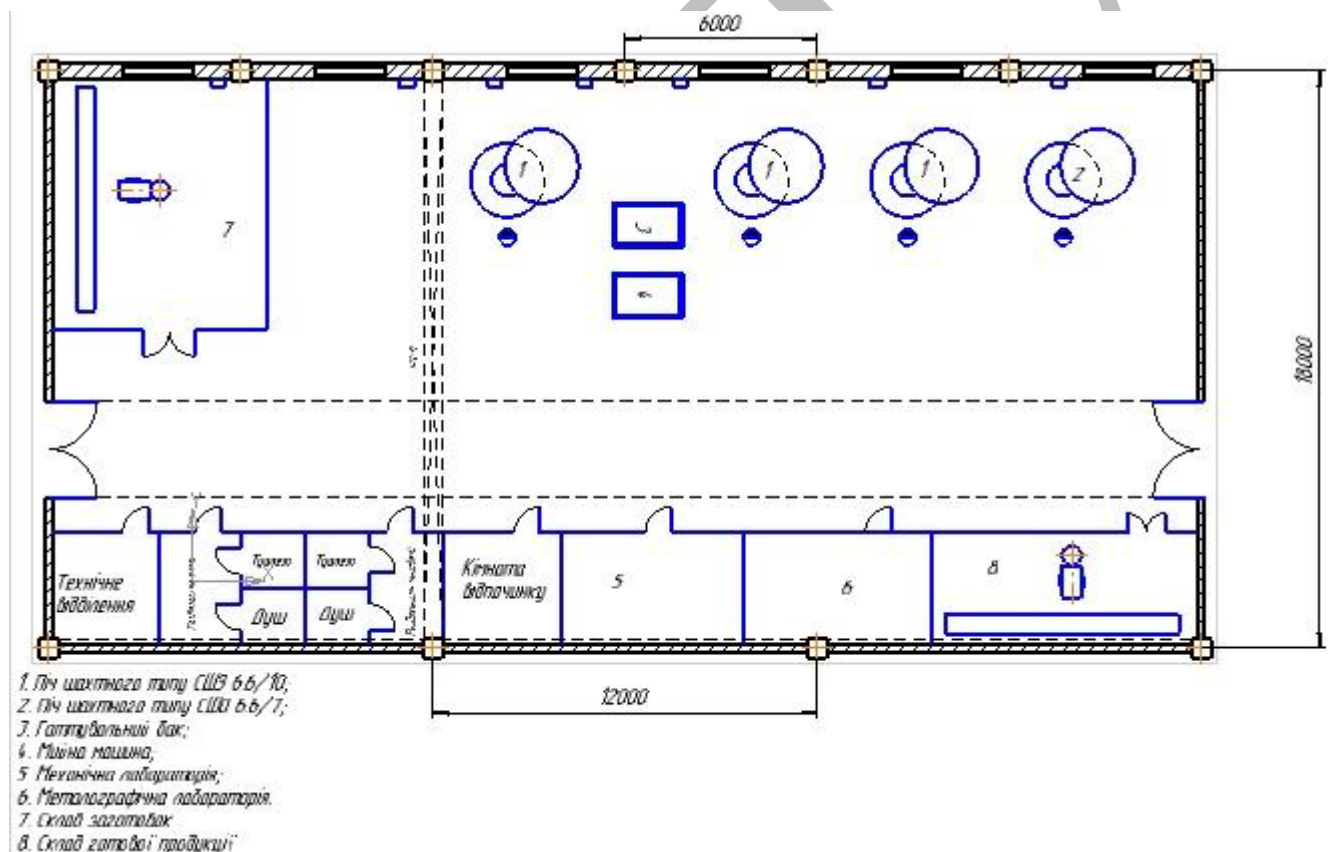 6000
1
1
1
2
7
18000
Технічне
відділення
Туалет
Туалет
Душ
Душ
Кімната
відпочинку
5
6
8
12000
1. Піч шахтного типу СШЗ 6.6/10;
2. Піч шахтного типу СШО 6.6/7;
3. Гартувальний бак;
4. Мийна машина;
5 Механічна лабораторія;
6. Металографічна лабораторія.
7. Склад заготовок
8. Склад готової продукції